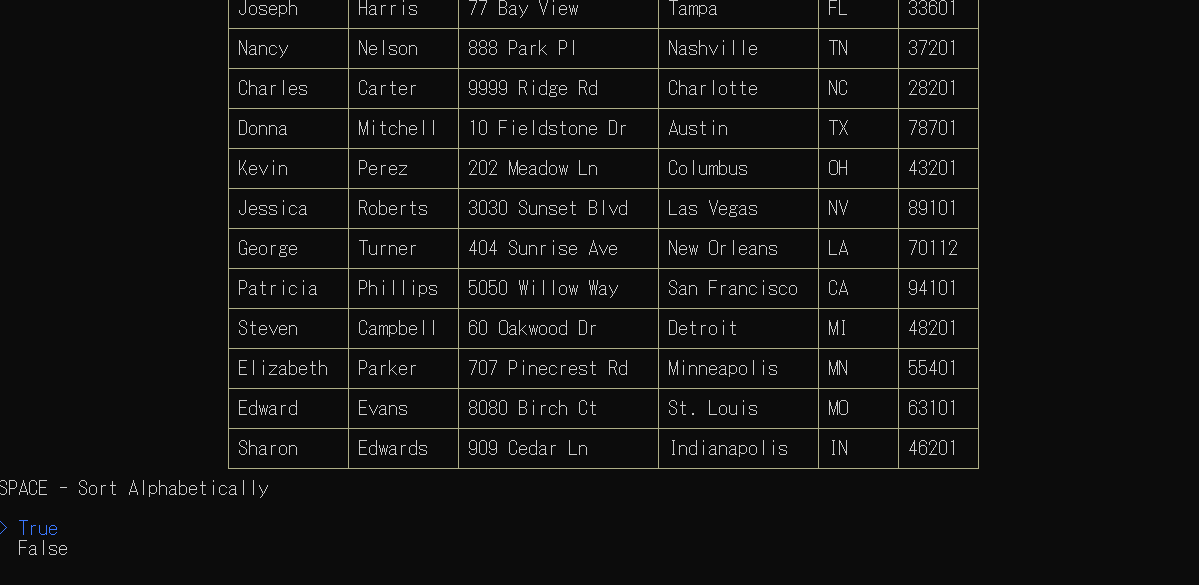 Joseph Harris 77 Bay View Tampa FL 33601
Nancy Nelson 888 Park Pl Nashville TN 37201
Charles Carter 9999 Ridge Rd Charlotte NC 28201
Donna Mitchell 10 Fieldstone Dr Austin TX 78701
Kevin Perez 202 Meadow Ln Columbus OH 43201
Jessica Roberts 3030 Sunset Blvd Las Vegas NV 89101
George Turner 404 Sunrise Ave New Orleans LA 70112
Patricia Phillips 5050 Willow Way San Francisco CA 94101
Steven Campbell 60 Oakwood Dr Detroit MI 48201
Elizabeth Parker 707 Pinecrest Rd Minneapolis MN 55401
Edward Evans 8080 Birch Ct St. Louis MO 63101
Sharon Edwards 909 Cedar Ln Indianapolis IN 46201
SPACE - Sort Alphabetically
> True
False